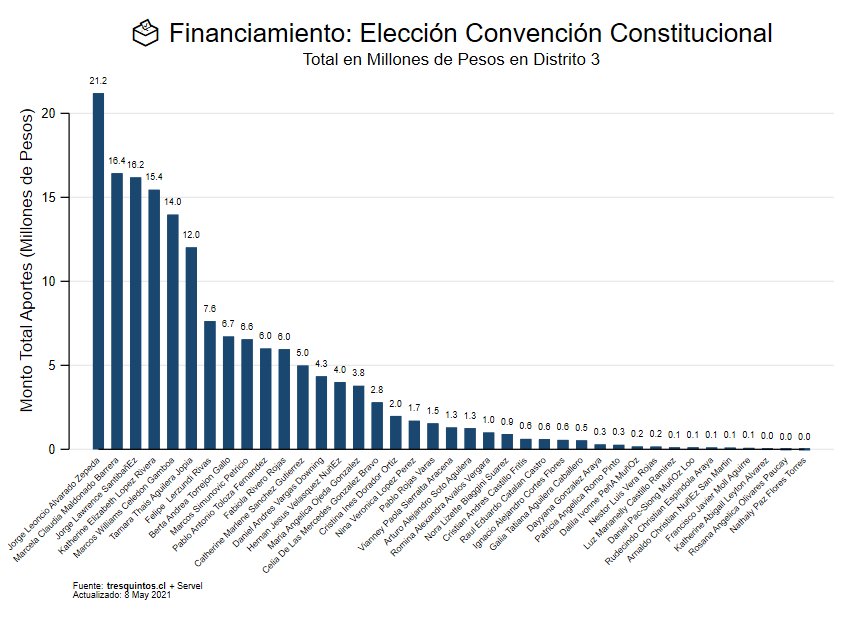 Financiamiento: Elección Convención Constitucional
Total en Millones de Pesos en Distrito 3
Monto Total Aportes (Millones de Pesos)
20
15
10
5
0
21.2
16.4
16.2
15.4
14.0
12.0
7.6
6.7
6.6
6.0
6.0
5.0
4.3
4.0
3.8
2.8
2.0
1.7
1.5
1.3
1.3
1.0
0.9
0.6
0.6
0.6
0.5
0.3
0.3
0.2
0.2
0.1
0.1
0.1
0.1
0.1
0.0
0.0
0.0
Jorge Leoncio Alvarado Zepeda
Marcela Claudia Maldonado Barrera
Jorge Lawrence SantibañEz
Katherine Elizabeth Lopez Rivera
Marcos Williams Celedon Gamboa
Tamara Thais Aguilera Jopia
Felipe Lerzundi Rivas
Berta Andrea Torrejon Gallo
Marcos Simunovic Petricio
Pablo Antonio Toloza Fernandez
Fabiola Rivero Rojas
Catherine Marlene Sanchez Gutierrez
Daniel Andres Vargas Downing
Hernan Jesus Velasquez NuñEz
Maria Angelica Ojeda Gonzalez
Celia De Las Mercedes Gonzalez Bravo
Cristina Ines Dorador Ortiz
Nina Veronica Lopez Perez
Pablo Rojas Varas
Vianney Paola Sierralta Aracena
Arturo Alejandro Soto Aguilera
Romina Alexandra Avalos Vergara
Nora Lisette Baggini Suarez
Cristian Andres Castillo Fritis
Raul Eduardo Catalan Castro
Ignacio Alejandro Cortes Flores
Galia Tatiana Aguilera Caballero
Dayyana Gonzalez Araya
Patricia Angelica Romo Pinto
Dalila Ivonne PeñA MuñOz
Nestor Luis Vera Rojas
Luz Marianelly Castillo Ramirez
Daniel Pac-Siong MuñOz Loo
Rudecindo Christian Espindola Araya
Arnaldo Christian NuñEz San Martin
Francisco Javier Moll Aguirre
Katherine Abigail Leyton Alvarez
Rosana Angelica Olivares Paucay
Nathaly Paz Flores Torres
Fuente: tresquintos.cl + Servel
Actualizado: 8 May 2021